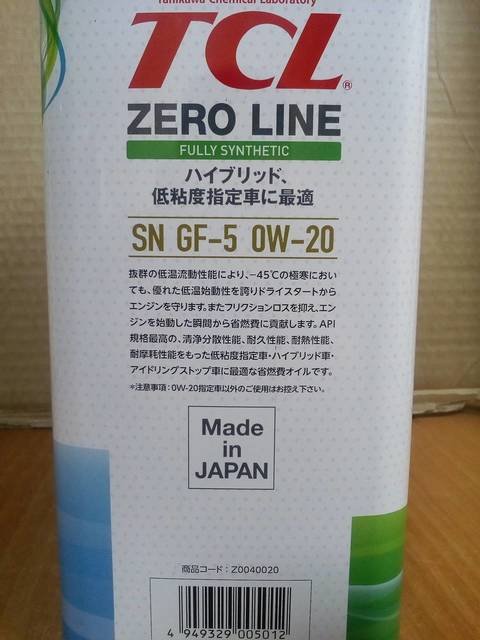 Tanikawa Chemical Laboratory
TCL®
ZERO LINE
FULLY SYNTHETIC
ハイブリッド、
低粘度指定車に最適
SN GF-5 0W-20
抜群の低温流動性能により、-45℃の極寒におい
ても、優れた低温始動性を誇りドライスタートから
エンジンを守ります。またフリクションロスを抑え、エン
ジンを始動した瞬間から省燃費に貢献します。API
規格最高の、清浄分散性能、耐久性能、耐熱性能、
耐摩耗性能をもった低粘度指定車・ハイブリッド車・
アイドリングストップ車に最適な省燃費オイルです。
*注意事項：0W-20指定車以外のご使用はお控え下さい。
Made
in
JAPAN
商品コード：Z0040020
4 949329 005012